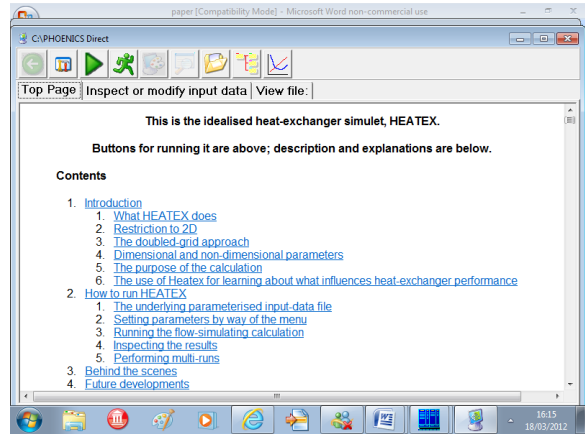 paper [Compatibility Mode] - Microsoft Word non-commercial use
C:\PHOENICS Direct
Top Page Inspect or modify input data View file:
This is the idealised heat-exchanger simulet, HEATEX.
Buttons for running it are above; description and explanations are below.
Contents
1. Introduction
1. What HEATEX does
2. Restriction to 2D
3. The doubled-grid approach
4. Dimensional and non-dimensional parameters
5. The purpose of the calculation
6. The use of Heatex for learning about what influences heat-exchanger performance
2. How to run HEATEX
1. The underlying parameterised input-data file
2. Setting parameters by way of the menu
3. Running the flow-simulating calculation
4. Inspecting the results
5. Performing multi-runs
3. Behind the scenes
4. Future developments
16:15
18/03/2012